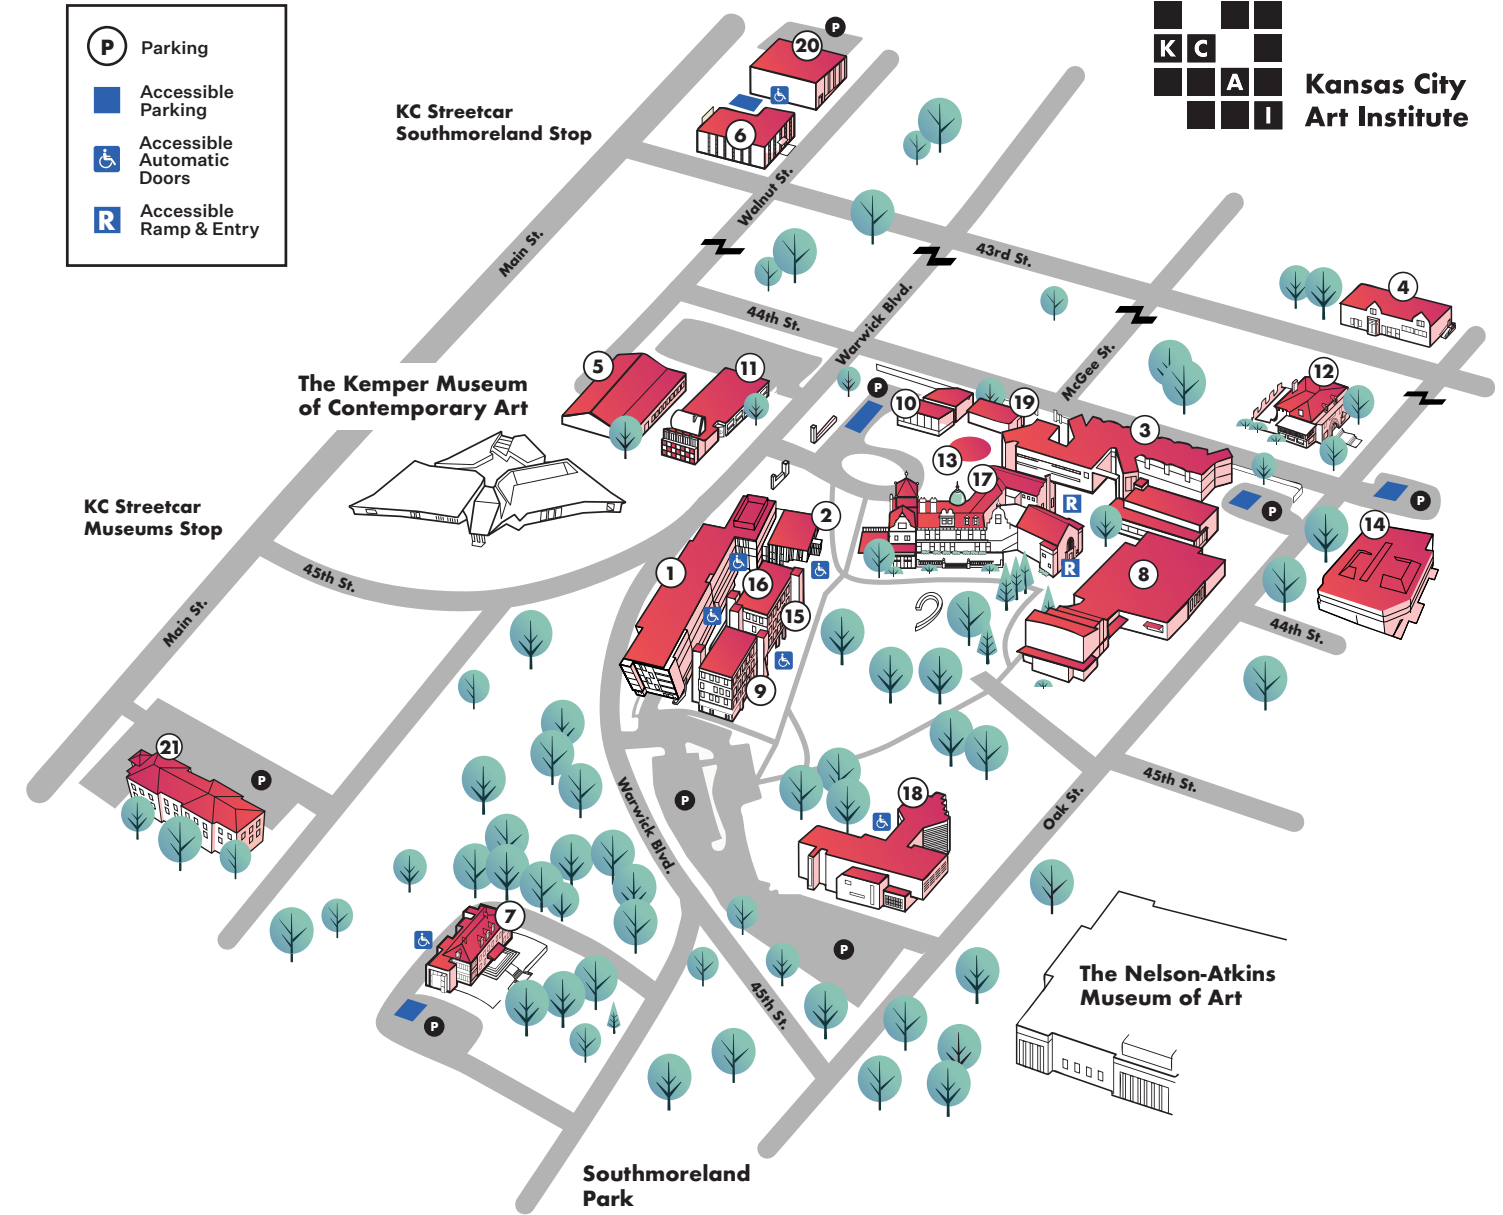 P
Parking
Accessible
Parking
Accessible
Automatic
Doors
R
Accessible
Ramp & Entry
KC
A
I
Kansas City
Art Institute
KC Streetcar
Southmoreland Stop
P
20
6
Walnut St.
Main St.
43rd St.
44th St.
Warwick Blvd.
McGee St.
4
5
11
12
P
10
19
3
The Kemper Museum
of Contemporary Art
13
17
R
P
P
KC Streetcar
Museums Stop
2
14
1
16
R
8
45th St.
Main St.
15
44th St.
9
21
P
P
Warwick Blvd.
18
Oak St.
45th St.
7
P
The Nelson-Atkins
Museum of Art
45th St.
P
Southmoreland
Park